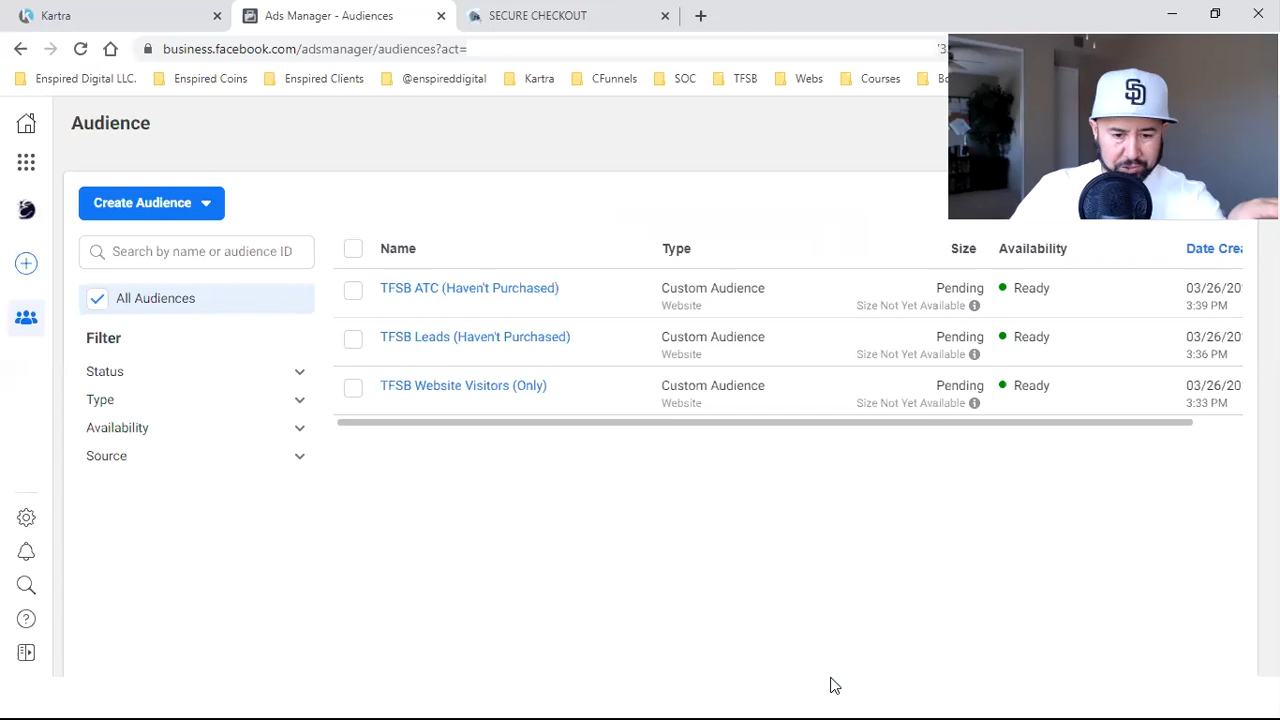 Kartra
Ads Manager - Audiences
SECURE CHECKOUT
business.facebook.com/adsmanager/audiences?act=
Enspired Digital LLC.
Enspired Coins
Enspired Clients
@enspireddigital
Kartra
CFunnels
SOC
TFSB
Webs
Courses
Audience
SD
Create Audience
Search by name or audience ID
All Audiences
Filter
Status
Type
Availability
Source
Name Type Size Availability Date Crea
TFSB ATC (Haven't Purchased) Custom Audience Pending Ready 03/26/20
Website Size Not Yet Available 3:39 PM
TFSB Leads (Haven't Purchased) Custom Audience Pending Ready 03/26/20
Website Size Not Yet Available 3:36 PM
TFSB Website Visitors (Only) Custom Audience Pending Ready 03/26/20
Website Size Not Yet Available 3:33 PM